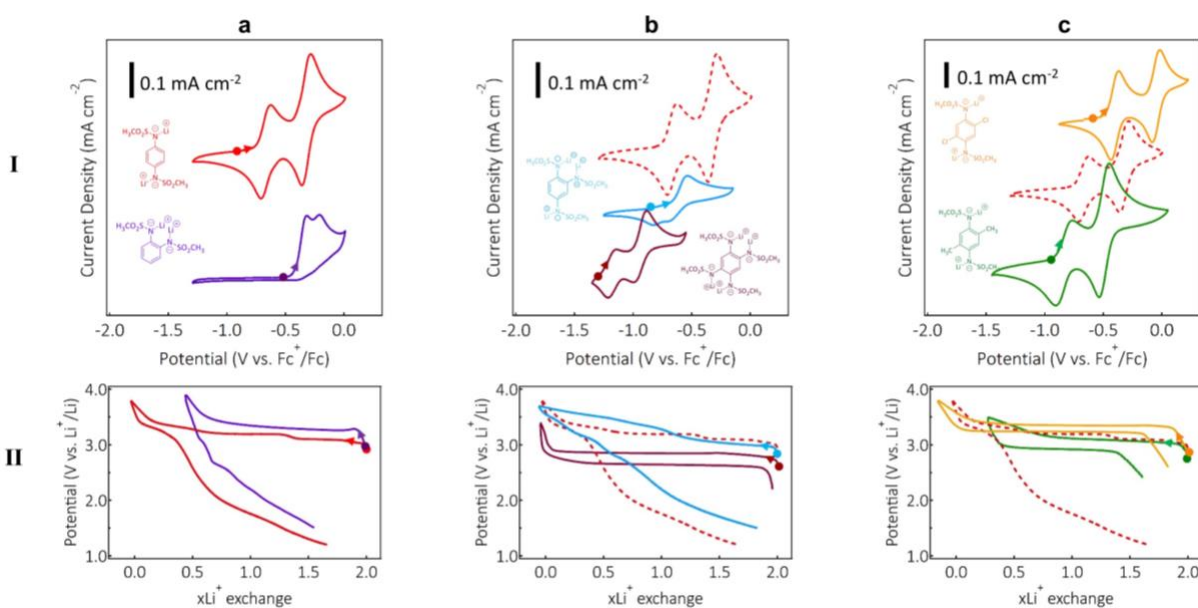 a
b
c
I
Current Density (mA cm⁻²)
0.1 mA cm⁻²
-2.0 -1.5 -1.0 -0.5 0.0
Potential (V vs. Fc⁺/Fc)
Current Density (mA cm⁻²)
0.1 mA cm⁻²
-2.0 -1.5 -1.0 -0.5 0.0
Potential (V vs. Fc⁺/Fc)
Current Density (mA cm⁻²)
0.1 mA cm⁻²
-2.0 -1.5 -1.0 -0.5 0.0
Potential (V vs. Fc⁺/Fc)
II
Potential (V vs. Li⁺/Li)
4.0
3.0
2.0
1.0
0.0 0.5 1.0 1.5 2.0
xLi⁺ exchange
Potential (V vs. Li⁺/Li)
4.0
3.0
2.0
1.0
0.0 0.5 1.0 1.5 2.0
xLi⁺ exchange
Potential (V vs. Li⁺/Li)
4.0
3.0
2.0
1.0
0.0 0.5 1.0 1.5 2.0
xLi⁺ exchange